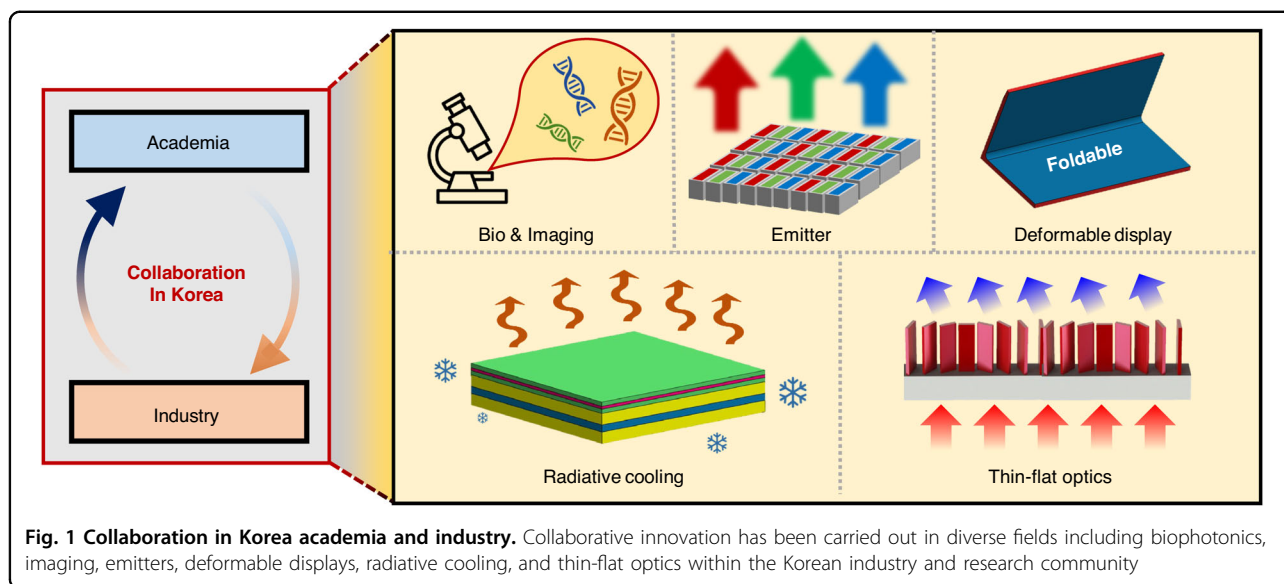 Academia
Collaboration
In Korea
Industry
Bio & Imaging
Emitter
Foldable
Deformable display
Radiative cooling
Thin-flat optics
Fig. 1 Collaboration in Korea academia and industry. Collaborative innovation has been carried out in diverse fields including biophotonics,
imaging, emitters, deformable displays, radiative cooling, and thin-flat optics within the Korean industry and research community